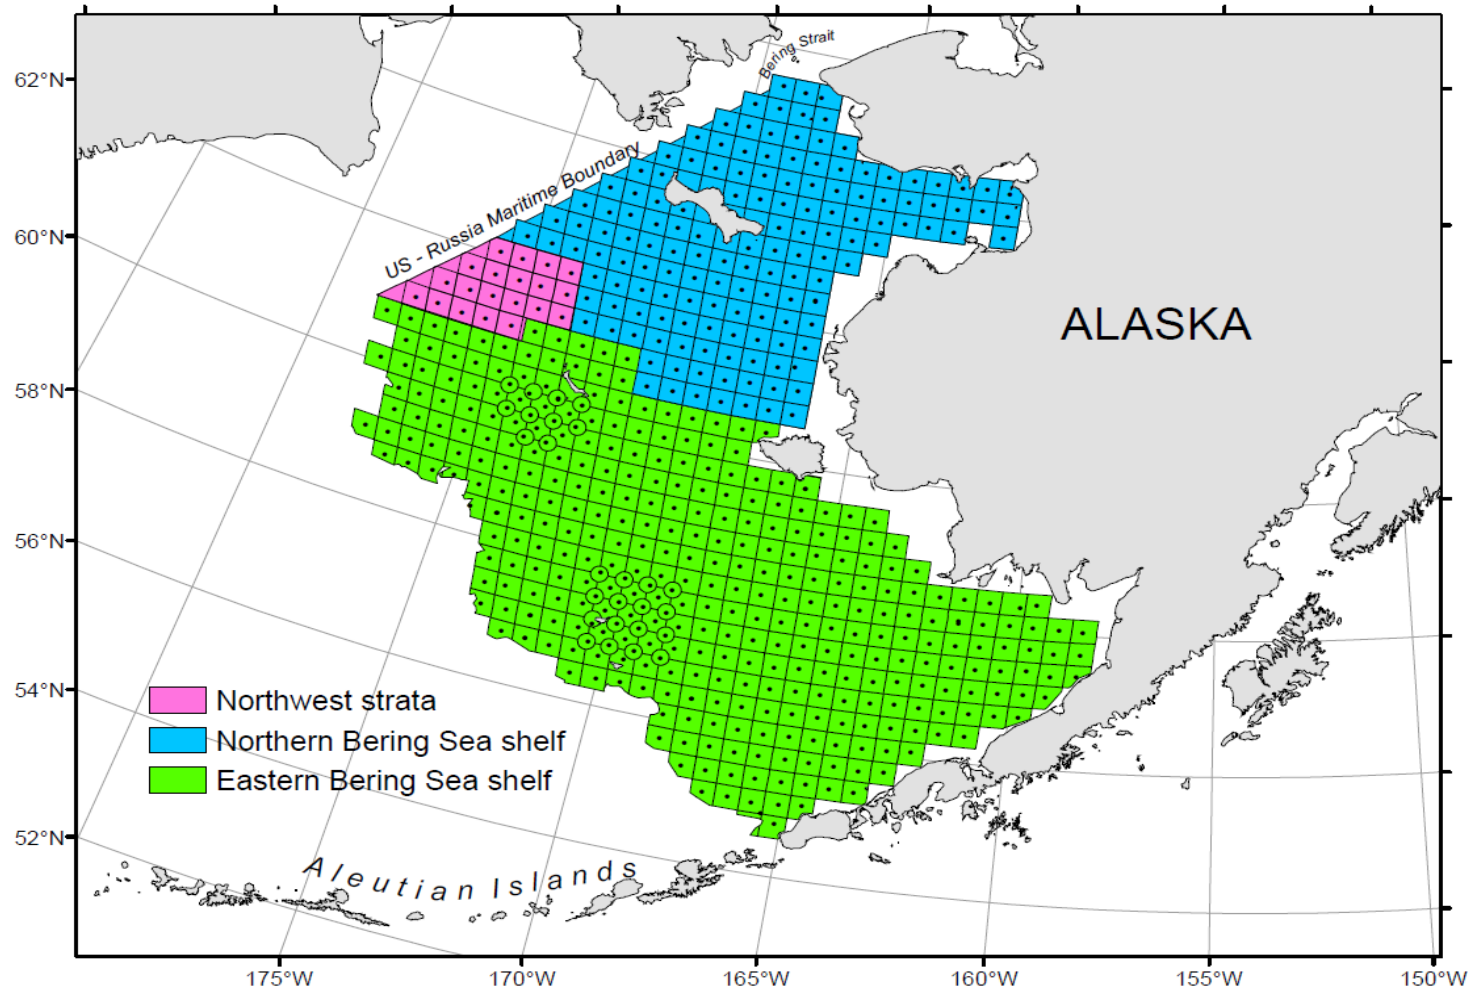 Bering Strait
62°N
US - Russia Maritime Boundary
60°N
ALASKA
58°N
56°N
54°N
Northwest strata
Northern Bering Sea shelf
Eastern Bering Sea shelf
52°N
Aleutian Islands
175°W
170°W
165°W
160°W
155°W
150°W